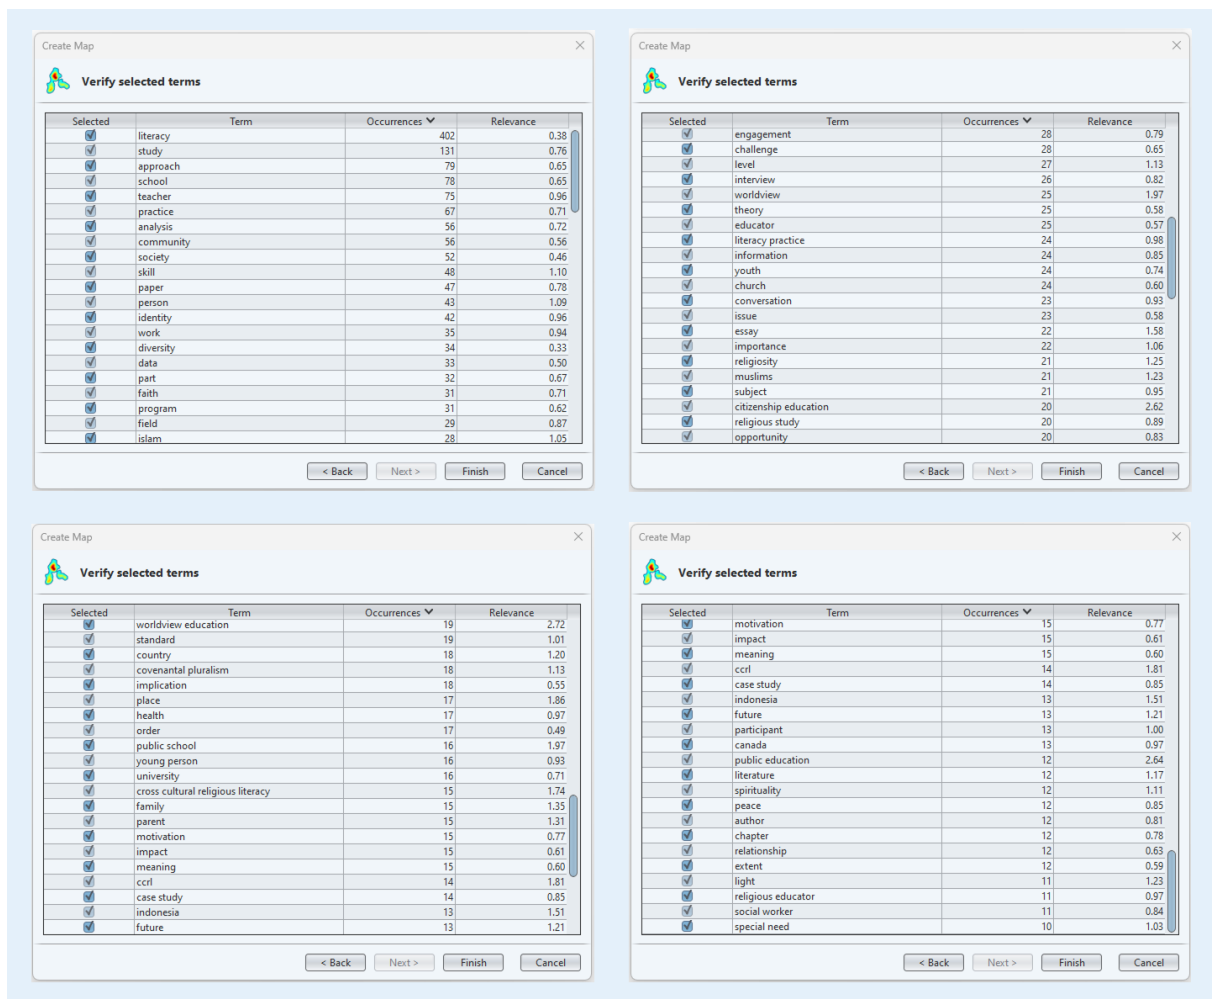 Create Map
Verify selected terms
Selected Term Occurrences Relevance
literacy 402 0.38
study 131 0.76
approach 79 0.65
school 78 0.65
teacher 75 0.96
practice 67 0.71
analysis 56 0.72
community 56 0.56
society 52 0.46
skill 48 1.10
paper 47 0.78
person 43 1.09
identity 42 0.96
work 35 0.94
diversity 34 0.33
data 33 0.50
part 32 0.67
faith 31 0.71
program 31 0.62
field 29 0.87
islam 28 1.05
< Back Next > Finish Cancel
Create Map
Verify selected terms
Selected Term Occurrences Relevance
engagement 28 0.79
challenge 28 0.65
level 27 1.13
interview 26 0.82
worldview 25 1.97
theory 25 0.58
educator 25 0.57
literacy practice 24 0.98
information 24 0.85
youth 24 0.74
church 24 0.60
conversation 23 0.93
issue 23 0.58
essay 22 1.58
importance 22 1.06
religiosity 21 1.25
muslims 21 1.23
subject 21 0.95
citizenship education 20 2.62
religious study 20 0.89
opportunity 20 0.83
< Back Next > Finish Cancel
Create Map
Verify selected terms
Selected Term Occurrences Relevance
worldview education 19 2.72
standard 19 1.01
country 18 1.20
covenantal pluralism 18 1.13
implication 18 0.55
place 17 1.86
health 17 0.97
order 17 0.49
public school 16 1.97
young person 16 0.93
university 16 0.71
cross cultural religious literacy 15 1.74
family 15 1.35
parent 15 1.31
motivation 15 0.77
impact 15 0.61
meaning 15 0.60
ccrl 14 1.81
case study 14 0.85
indonesia 13 1.51
future 13 1.21
< Back Next > Finish Cancel
Create Map
Verify selected terms
Selected Term Occurrences Relevance
motivation 15 0.77
impact 15 0.61
meaning 15 0.60
ccrl 14 1.81
case study 14 0.85
indonesia 13 1.51
future 13 1.21
participant 13 1.00
canada 13 0.97
public education 12 2.64
literature 12 1.17
spirituality 12 1.11
peace 12 0.85
author 12 0.81
chapter 12 0.78
relationship 12 0.63
extent 12 0.59
light 11 1.23
religious educator 11 0.97
social worker 11 0.84
special need 10 1.03
< Back Next > Finish Cancel